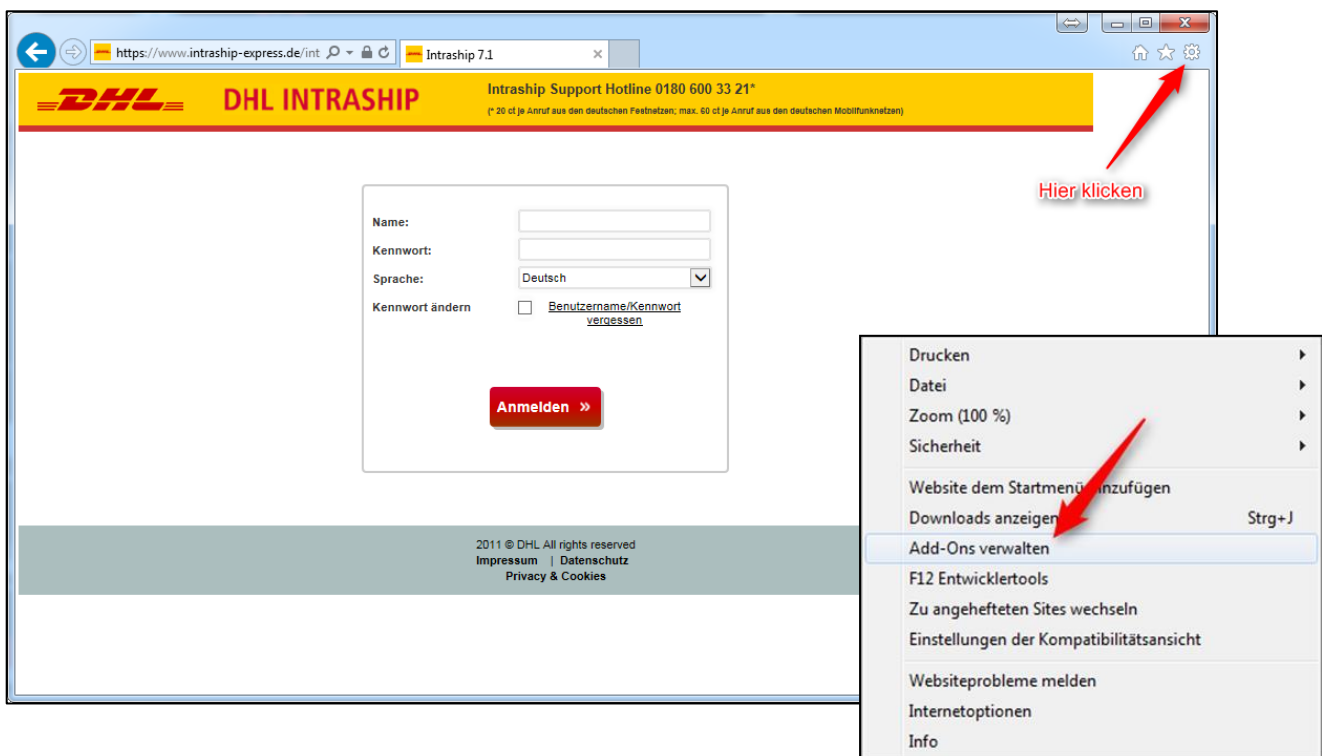 https://www.intraship-express.de/int
Intraship 7.1
DHL
DHL INTRASHIP
Intraship Support Hotline 0180 600 33 21*
(* 20 ct je Anruf aus den deutschen Festnetzen; max. 60 ct je Anruf aus den deutschen Mobilfunknetzen)
Hier klicken
Name:
Kennwort:
Sprache: Deutsch
Kennwort ändern Benutzername/Kennwort
vergessen
Anmelden »
2011 © DHL All rights reserved
Impressum | Datenschutz
Privacy & Cookies
Drucken
Datei
Zoom (100 %)
Sicherheit
Website dem Startmenü hinzufügen
Downloads anzeigen Strg+J
Add-Ons verwalten
F12 Entwicklertools
Zu angehefteten Sites wechseln
Einstellungen der Kompatibilitätsansicht
Websiteprobleme melden
Internetoptionen
Info